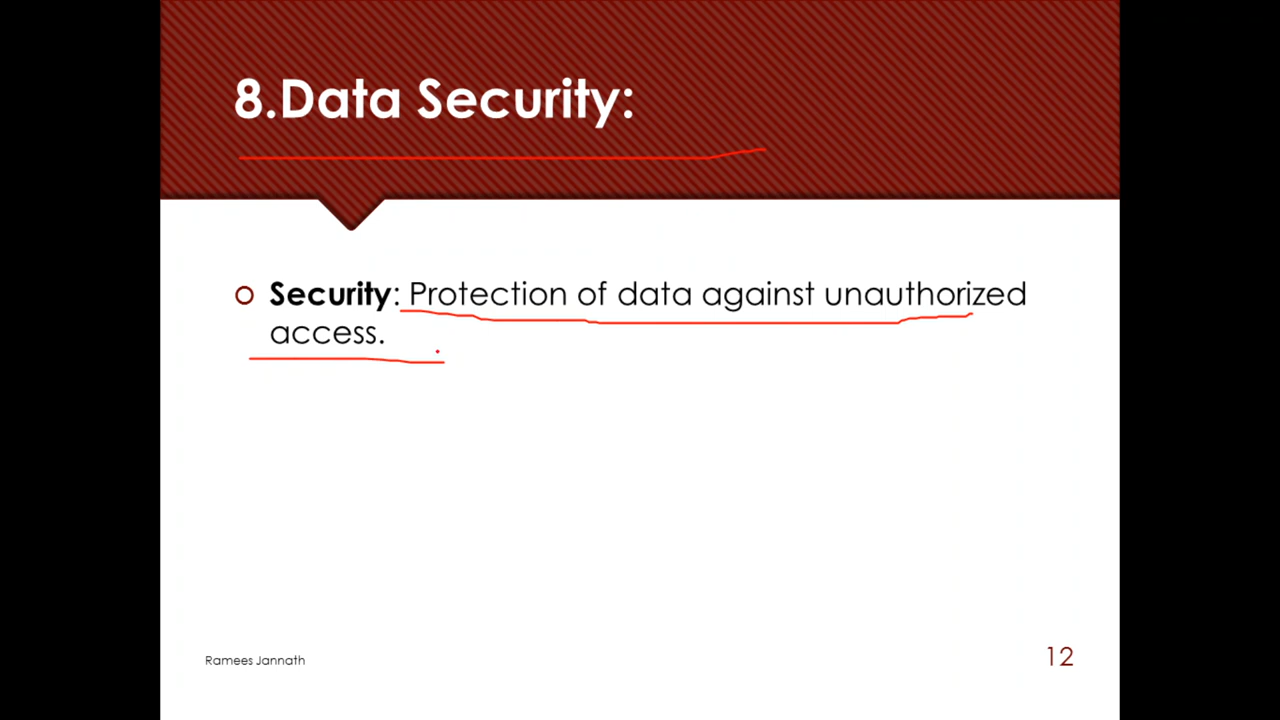 8.Data Security:
Security: Protection of data against unauthorized
access.
Ramees Jannath
12